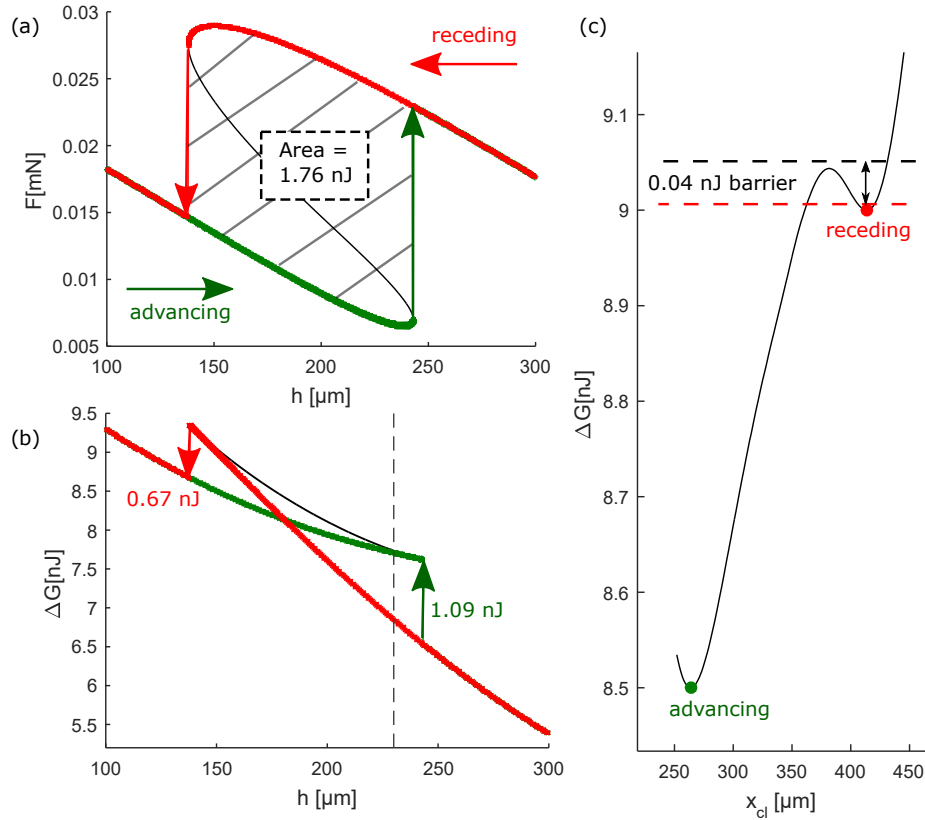 (a)
0.03
0.025
0.02
0.015
0.01
0.005
F[mN]
receding
Area =
1.76 nJ
advancing
100
150
200
250
300
h [µm]
(b)
9.5
9
8.5
8
7.5
7
6.5
6
5.5
ΔG[nJ]
0.67 nJ
1.09 nJ
100
150
200
250
300
h [µm]
(c)
9.1
9
8.9
8.8
8.7
8.6
8.5
ΔG[nJ]
0.04 nJ barrier
receding
advancing
250
300
350
400
450
x_cl [µm]